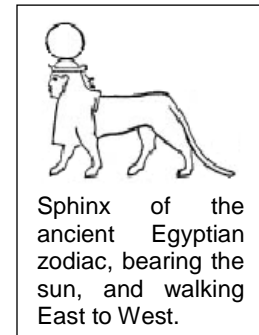 Sphinx of the
ancient Egyptian
zodiac, bearing the
sun, and walking
East to West.